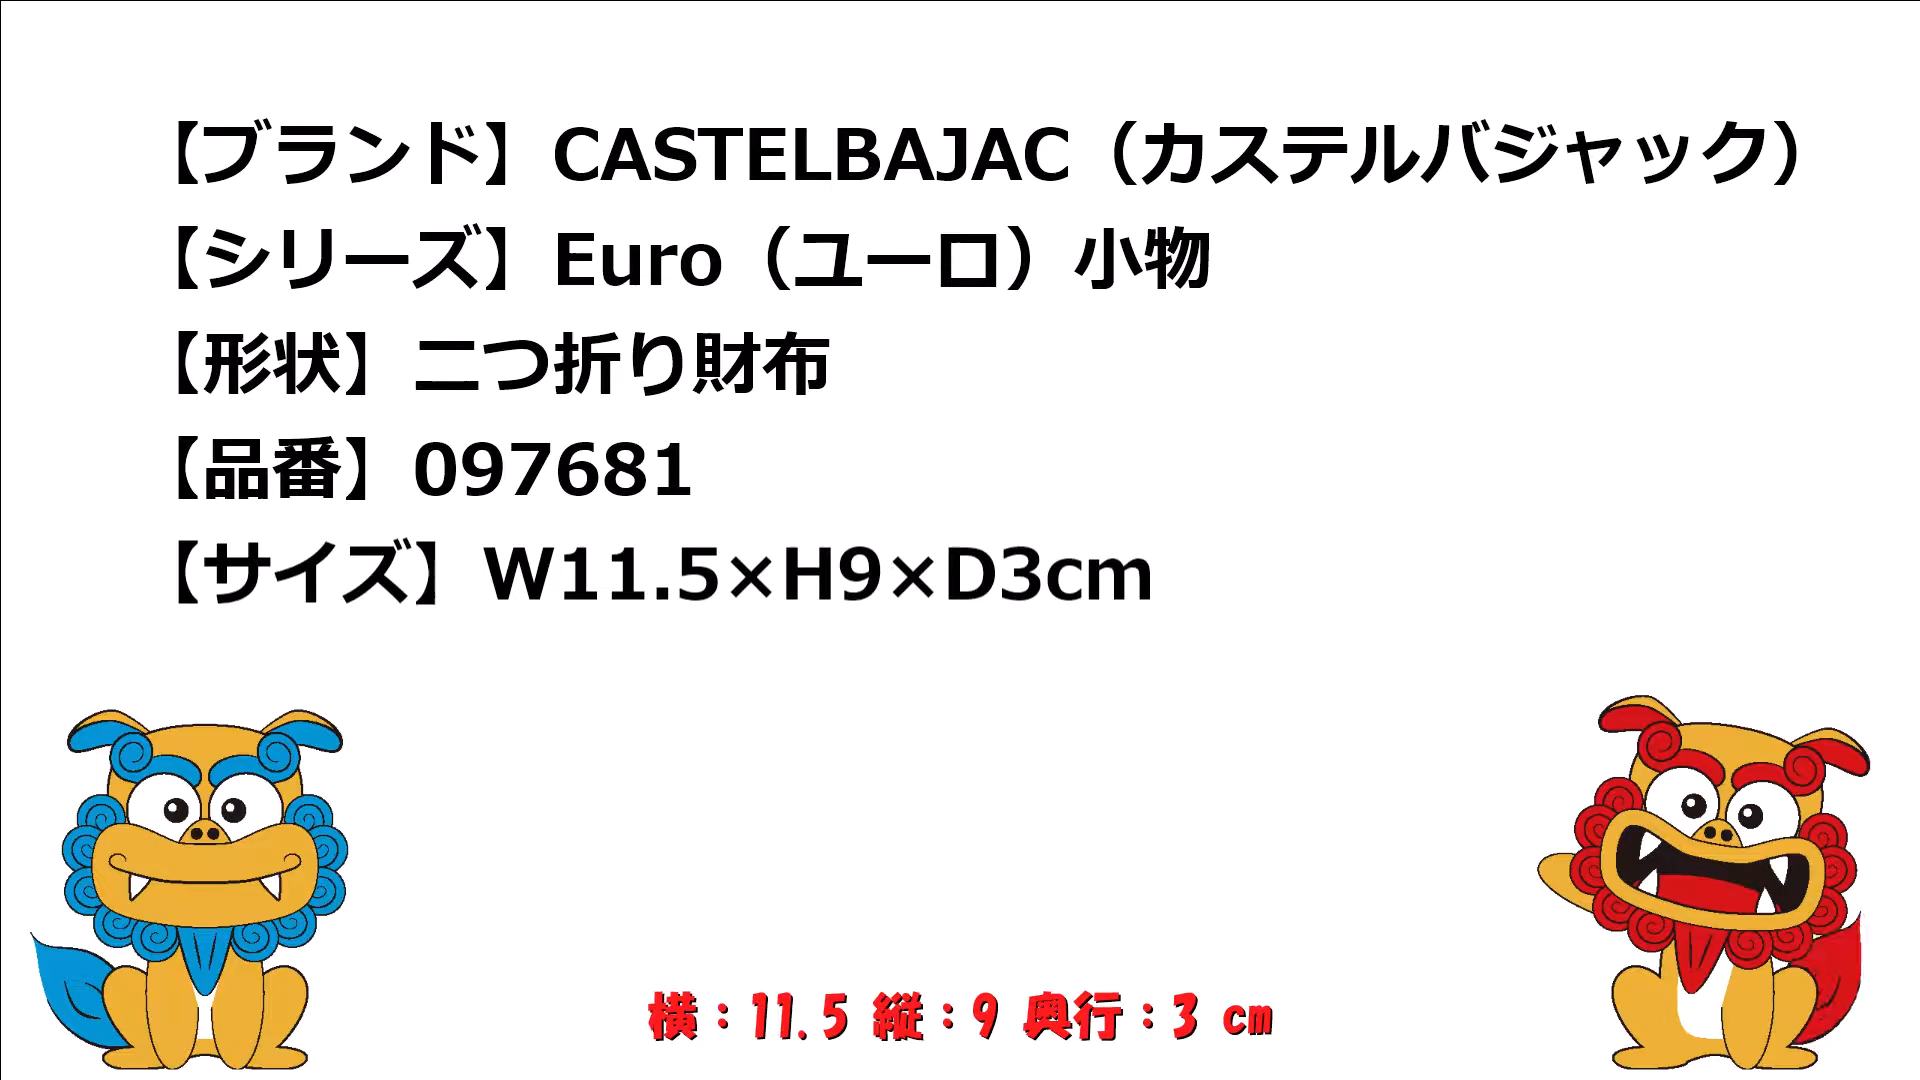 【ブランド】CASTELBAJAC（カステルバジャック）
【シリーズ】Euro（ユーロ）小物
【形状】二つ折り財布
【品番】097681
【サイズ】W11.5×H9×D3cm
横：11.5 縦：9 奥行：3 cm